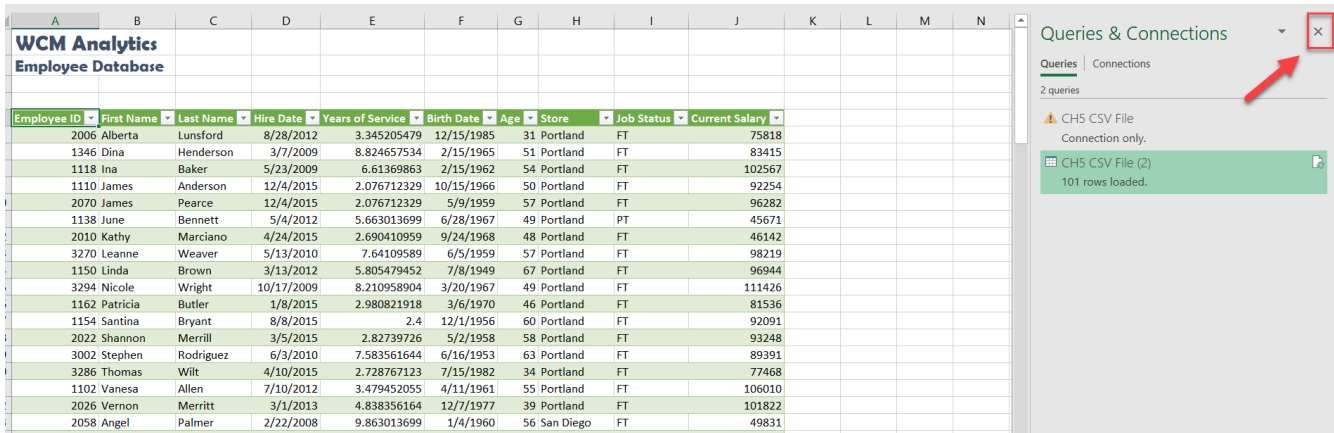 A B C D E F G H I J K L M N
WCM Analytics
Employee Database
Employee ID First Name Last Name Hire Date Years of Service Birth Date Age Store Job Status Current Salary
2006 Alberta Lunsford 8/28/2012 3.345205479 12/15/1985 31 Portland FT 75818
1346 Dina Henderson 3/7/2009 8.824657534 2/15/1965 51 Portland FT 83415
1118 Ina Baker 5/23/2009 6.61369863 2/15/1962 54 Portland FT 102567
1110 James Anderson 12/4/2015 2.076712329 10/15/1966 50 Portland FT 92254
2070 James Pearce 12/4/2015 2.076712329 5/9/1959 57 Portland FT 96282
1138 June Bennett 5/4/2012 5.663013699 6/28/1967 49 Portland PT 45671
2010 Kathy Marciano 4/24/2015 2.690410959 9/24/1968 48 Portland FT 46142
3270 Leanne Weaver 5/13/2010 7.64109589 6/5/1959 57 Portland FT 98219
1150 Linda Brown 3/13/2012 5.805479452 7/8/1949 67 Portland FT 96944
3294 Nicole Wright 10/17/2009 8.210958904 3/20/1967 49 Portland FT 111426
1162 Patricia Butler 1/8/2015 2.980821918 3/6/1970 46 Portland FT 81536
1154 Santina Bryant 8/8/2015 2.4 12/1/1956 60 Portland FT 92091
2022 Shannon Merrill 3/5/2015 2.82739726 5/2/1958 58 Portland FT 93248
3002 Stephen Rodriguez 6/3/2010 7.583561644 6/16/1953 63 Portland FT 89391
3286 Thomas Wilt 4/10/2015 2.728767123 7/15/1982 34 Portland FT 77468
1102 Vanesa Allen 7/10/2012 3.479452055 4/11/1961 55 Portland FT 106010
2026 Vernon Merritt 3/1/2013 4.838356164 12/7/1977 39 Portland FT 101822
2058 Angel Palmer 2/22/2008 9.863013699 1/4/1960 56 San Diego FT 49831
Queries & Connections
Queries Connections
2 queries
CH5 CSV File
Connection only.
CH5 CSV File (2)
101 rows loaded.